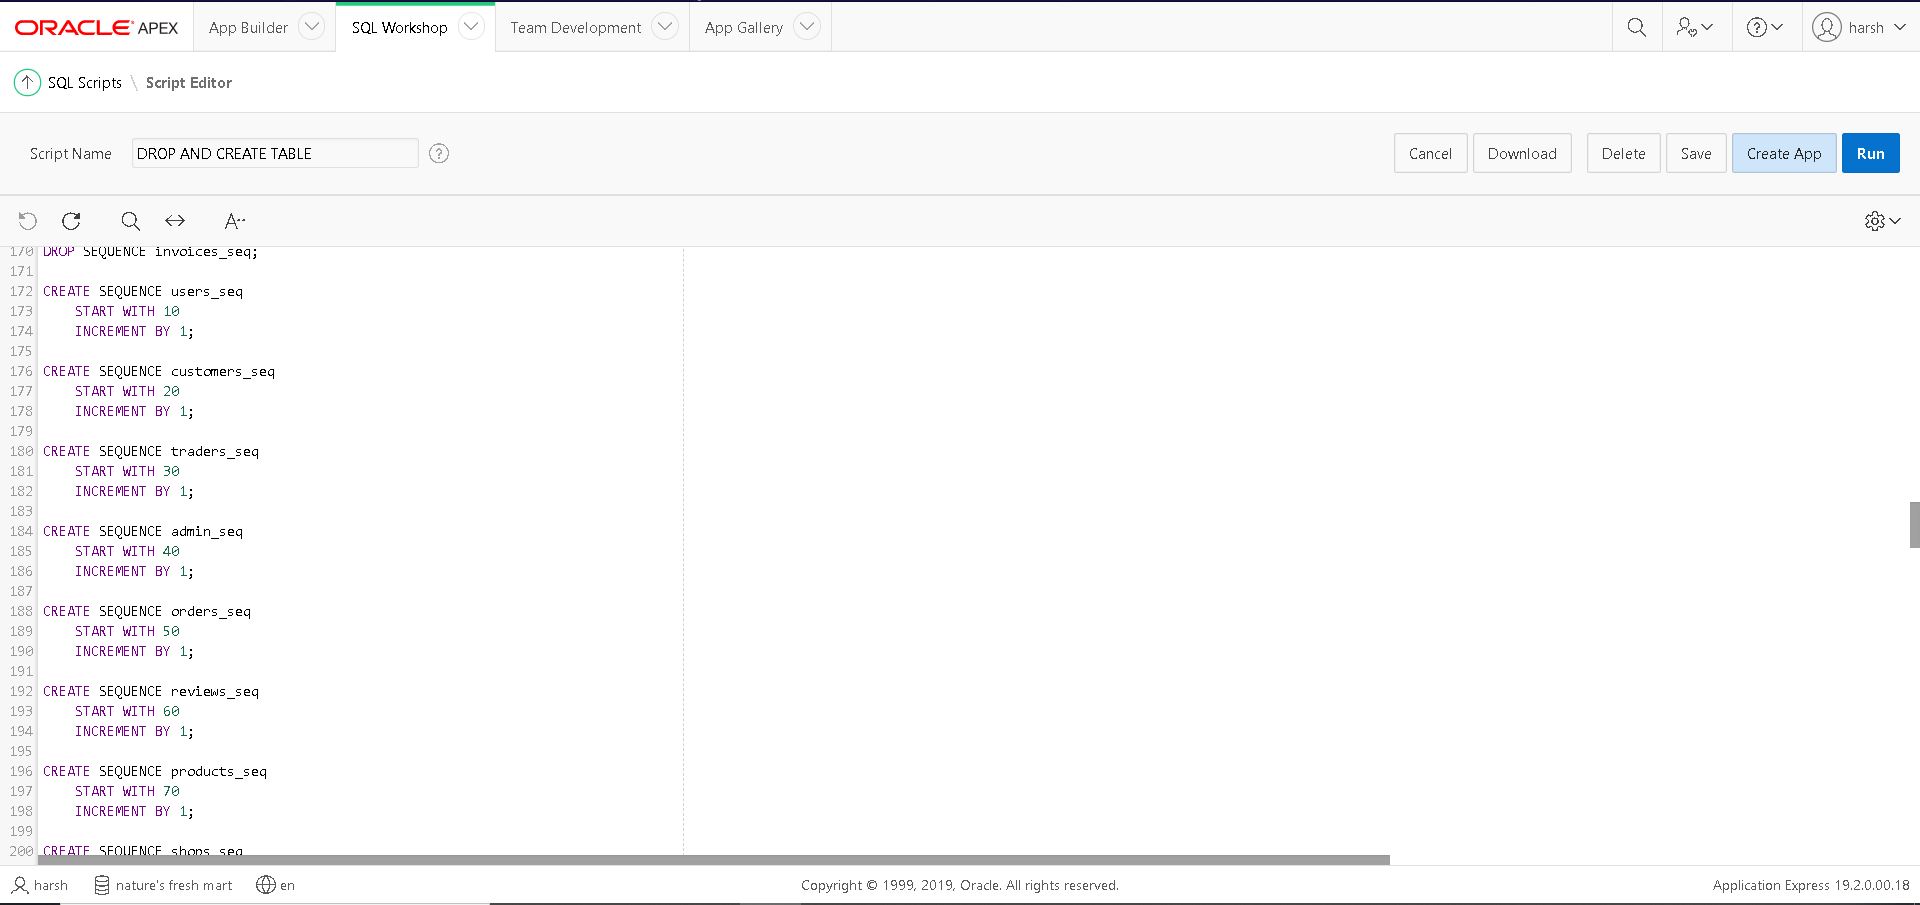 ORACLE APEX App Builder SQL Workshop Team Development App Gallery harsh
SQL Scripts \ Script Editor
Script Name DROP AND CREATE TABLE ? Cancel Download Delete Save Create App Run
A
170 DROP SEQUENCE invoices_seq;
171
172 CREATE SEQUENCE users_seq
173 START WITH 10
174 INCREMENT BY 1;
175
176 CREATE SEQUENCE customers_seq
177 START WITH 20
178 INCREMENT BY 1;
179
180 CREATE SEQUENCE traders_seq
181 START WITH 30
182 INCREMENT BY 1;
183
184 CREATE SEQUENCE admin_seq
185 START WITH 40
186 INCREMENT BY 1;
187
188 CREATE SEQUENCE orders_seq
189 START WITH 50
190 INCREMENT BY 1;
191
192 CREATE SEQUENCE reviews_seq
193 START WITH 60
194 INCREMENT BY 1;
195
196 CREATE SEQUENCE products_seq
197 START WITH 70
198 INCREMENT BY 1;
199
200 CREATE SEQUENCE shops_seq
harsh nature's fresh mart en Copyright © 1999, 2019, Oracle. All rights reserved. Application Express 19.2.0.00.18